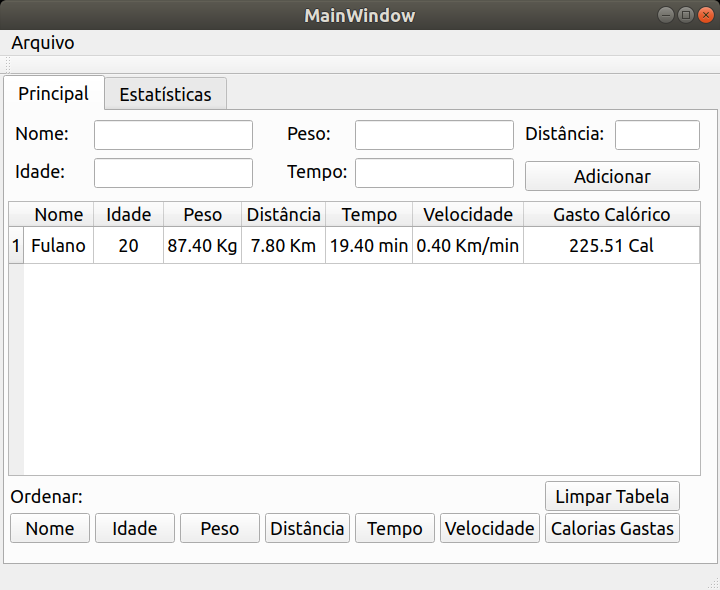 MainWindow
Arquivo
Principal Estatísticas
Nome: Peso: Distância:
Idade: Tempo: Adicionar
Nome Idade Peso Distância Tempo Velocidade Gasto Calórico
1 Fulano 20 87.40 Kg 7.80 Km 19.40 min 0.40 Km/min 225.51 Cal
Ordenar: Limpar Tabela
Nome Idade Peso Distância Tempo Velocidade Calorias Gastas